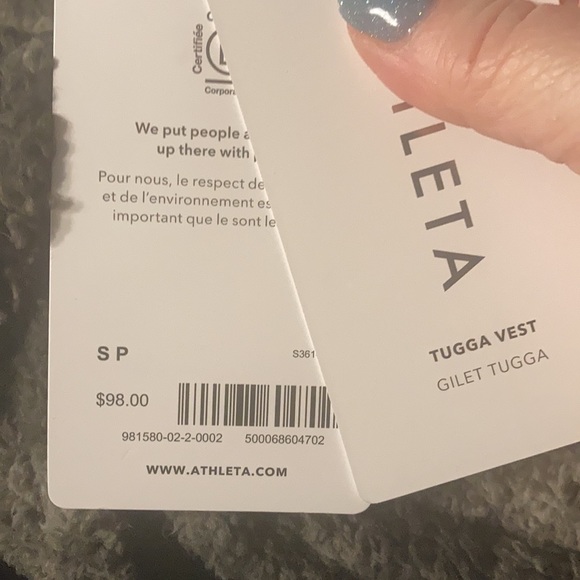 Certifiée
We put people
up there with
Pour nous, le respect de
et de l'environnement es
important que le sont le
S P
S361
$98.00
981580-02-2-0002 500068604702
WWW.ATHLETA.COM
LETA
TUGGA VEST
GILET TUGGA